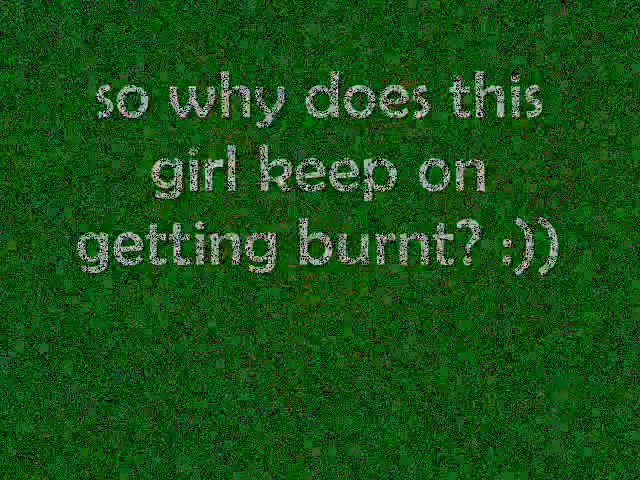 so why does this
girl keep on
getting burnt? :))